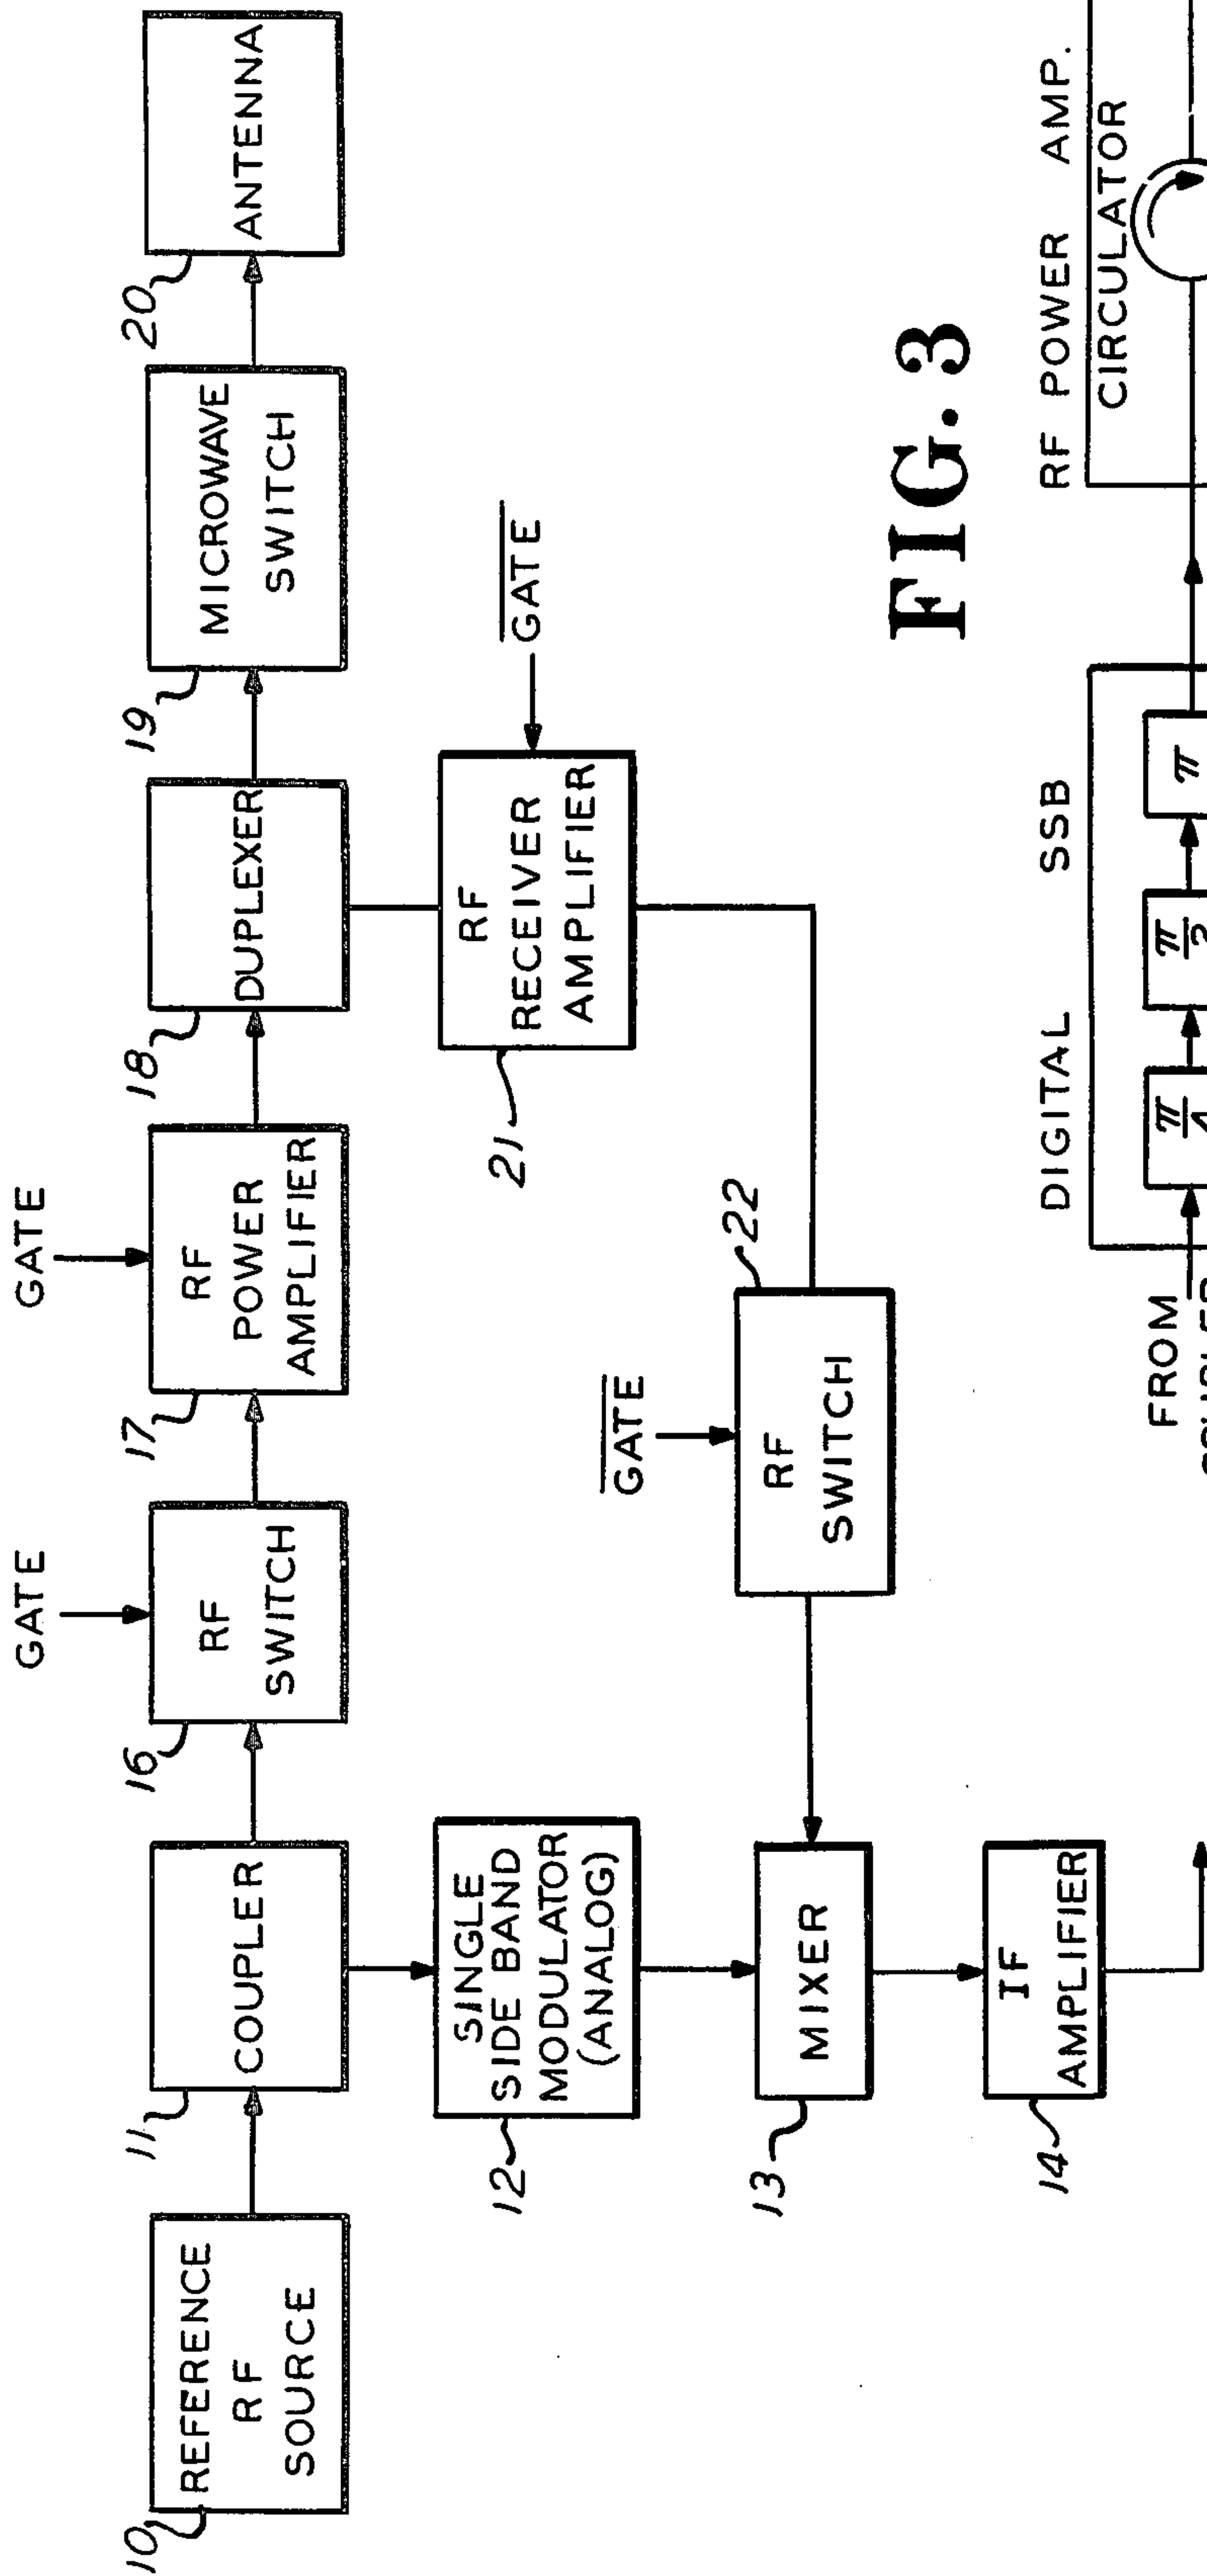 GATE
GATE
10
REFERENCE
RF
SOURCE
11
COUPLER
16
RF
SWITCH
17
RF
POWER
AMPLIFIER
18
DUPLEXER
19
MICROWAVE
SWITCH
20
ANTENNA
12
SINGLE
SIDE BAND
MODULATOR
(ANALOG)
21
RF
RECEIVER
AMPLIFIER
GATE
13
MIXER
GATE
22
RF
SWITCH
14
IF
AMPLIFIER
FIG. 3
DIGITAL SSB
RF POWER AMP.
CIRCULATOR
FROM
π
π
π